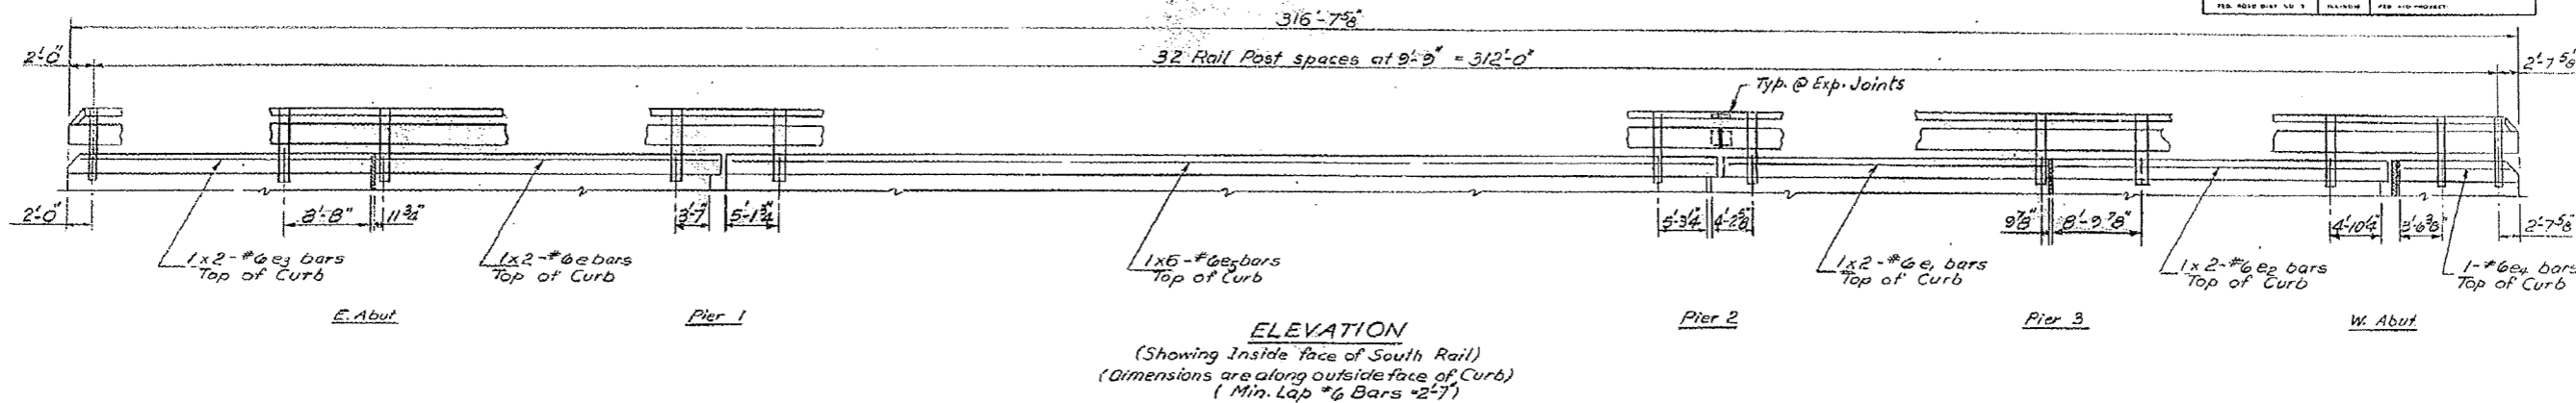 316'-7⅝"
32 Rail Post spaces at 9'-9" = 312'-0"
2'-0"
2'-7⅝"
Typ. @ Exp. Joints
2'-0"
8'-8"
11¾"
3'-7"
5'-1¾"
5'-3¼"
4'-2⅝"
9⅞"
8'-9⅞"
4'-10¼"
3'-6⅜"
2'-7⅝"
1x2-#6e3 bars
Top of Curb
1x2-#6e bars
Top of Curb
1x6-#6e5 bars
Top of Curb
1x2-#6e1 bars
Top of Curb
1x2-#6e2 bars
Top of Curb
1-#6e4 bars
Top of Curb
E. Abut
Pier 1
Pier 2
Pier 3
W. Abut.
ELEVATION
(Showing Inside face of South Rail)
(Dimensions are along outside face of Curb)
(Min. Lap #6 Bars =2'-7")